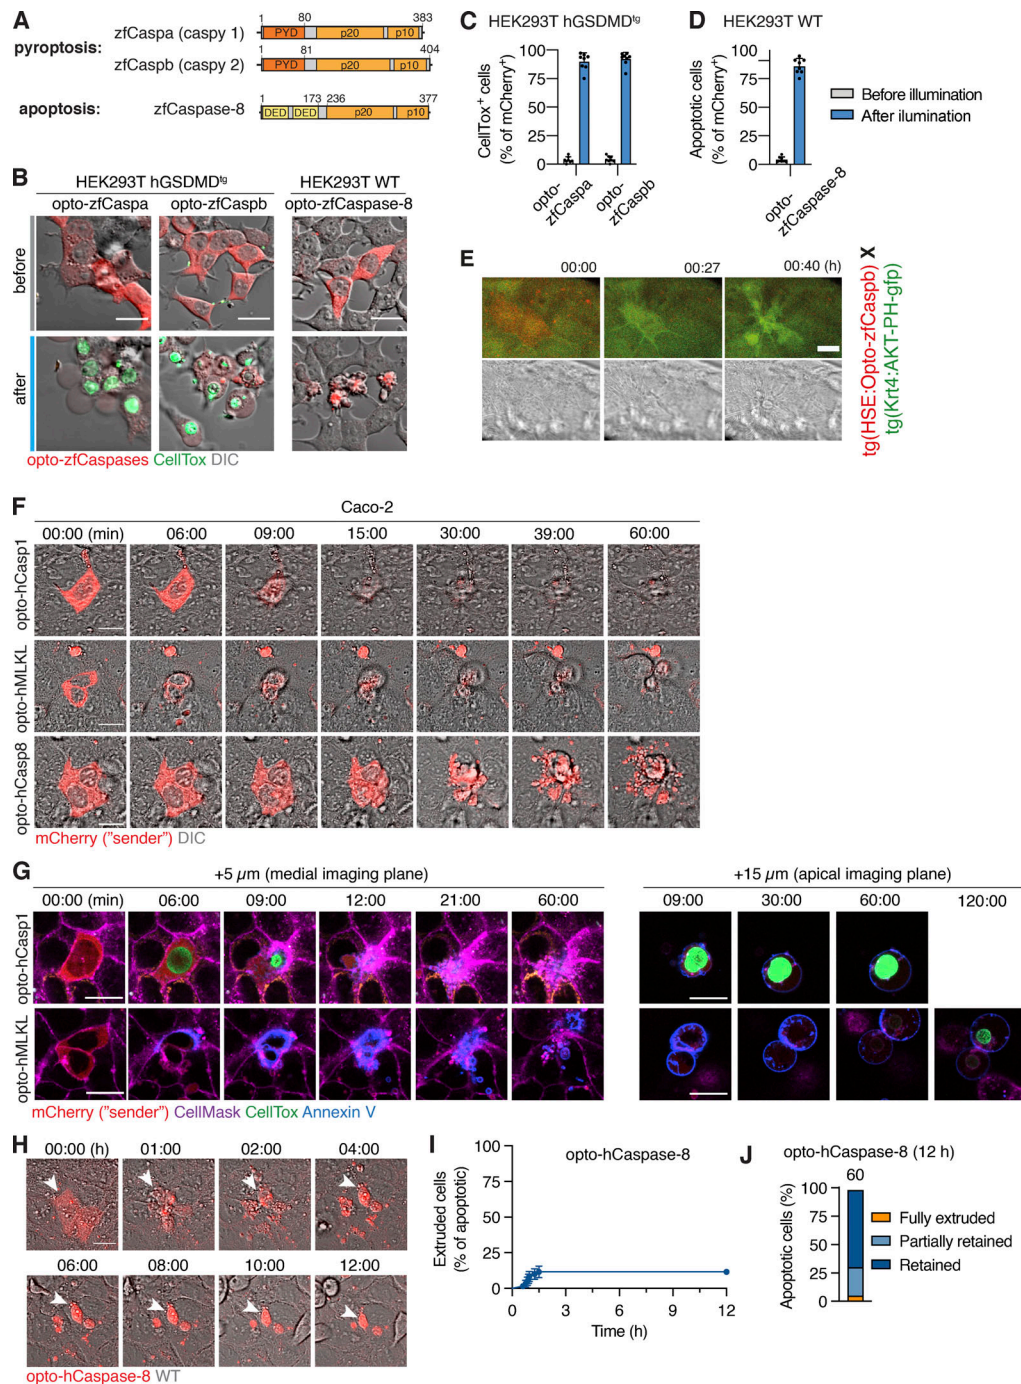 A
pyroptosis:
zfCaspa (caspy 1)
1 80 383
PYD p20 p10
zfCaspb (caspy 2)
1 81 404
PYD p20 p10
apoptosis:
zfCaspase-8
1 173 236 377
DED DED p20 p10
B
HEK293T hGSDMDtg
HEK293T WT
opto-zfCaspa
opto-zfCaspb
opto-zfCaspase-8
before
after
opto-zfCaspases CellTox DIC
C
HEK293T hGSDMDtg
CellTox+ cells
(% of mCherry+)
100
75
50
25
0
opto-
zfCaspa
opto-
zfCaspb
D
HEK293T WT
Apoptotic cells
(% of mCherry+)
100
75
50
25
0
opto-
zfCaspase-8
Before illumination
After ilumination
E
00:00
00:27
00:40 (h)
tg(HSE:Opto-zfCaspb) X
tg(Krt4:AKT-PH-gfp)
F
Caco-2
00:00 (min) 06:00 09:00 15:00 30:00 39:00 60:00
opto-hCasp1
opto-hMLKL
opto-hCasp8
mCherry ("sender") DIC
G
+5 µm (medial imaging plane)
00:00 (min) 06:00 09:00 12:00 21:00 60:00
+15 µm (apical imaging plane)
09:00 30:00 60:00 120:00
opto-hCasp1
opto-hMLKL
mCherry ("sender") CellMask CellTox Annexin V
H
00:00 (h) 01:00 02:00 04:00
06:00 08:00 10:00 12:00
opto-hCaspase-8 WT
I
opto-hCaspase-8
Extruded cells
(% of apoptotic)
100
75
50
25
0
0 3 6 9 12
Time (h)
J
opto-hCaspase-8 (12 h)
60
Apoptotic cells (%)
100
75
50
25
0
Fully extruded
Partially retained
Retained